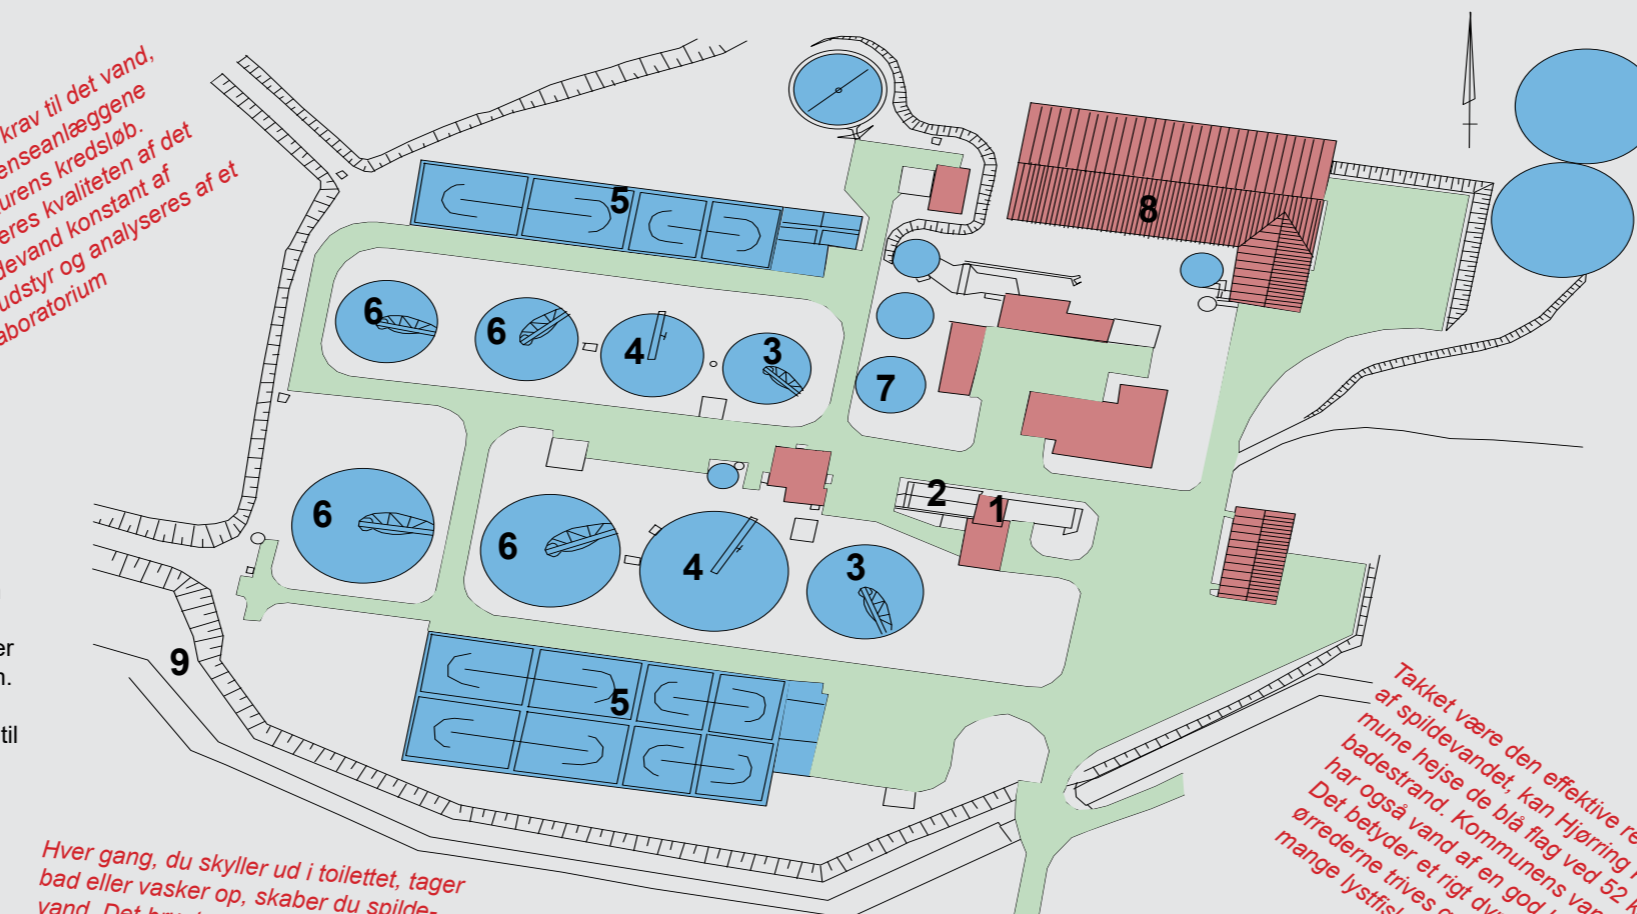 krav til det vand,
enseanlæggene
urens kredsløb.
eres kvaliteten af det
devand konstant af
udstyr og analyseres af et
aboratorium
5
8
6
6
4
3
7
2
1
6
6
4
3
er
n.
til
9
5
Takket være den effektive re
af spildevandet, kan Hjørring
mune hejse de blå flag ved 52 k
badestrand. Kommunens van
har også vand af en god
Det betyder et rigt dy
ørrederne trives
mange lystfisk
Hver gang, du skyller ud i toilettet, tager
bad eller vasker op, skaber du spilde-
vand. Det